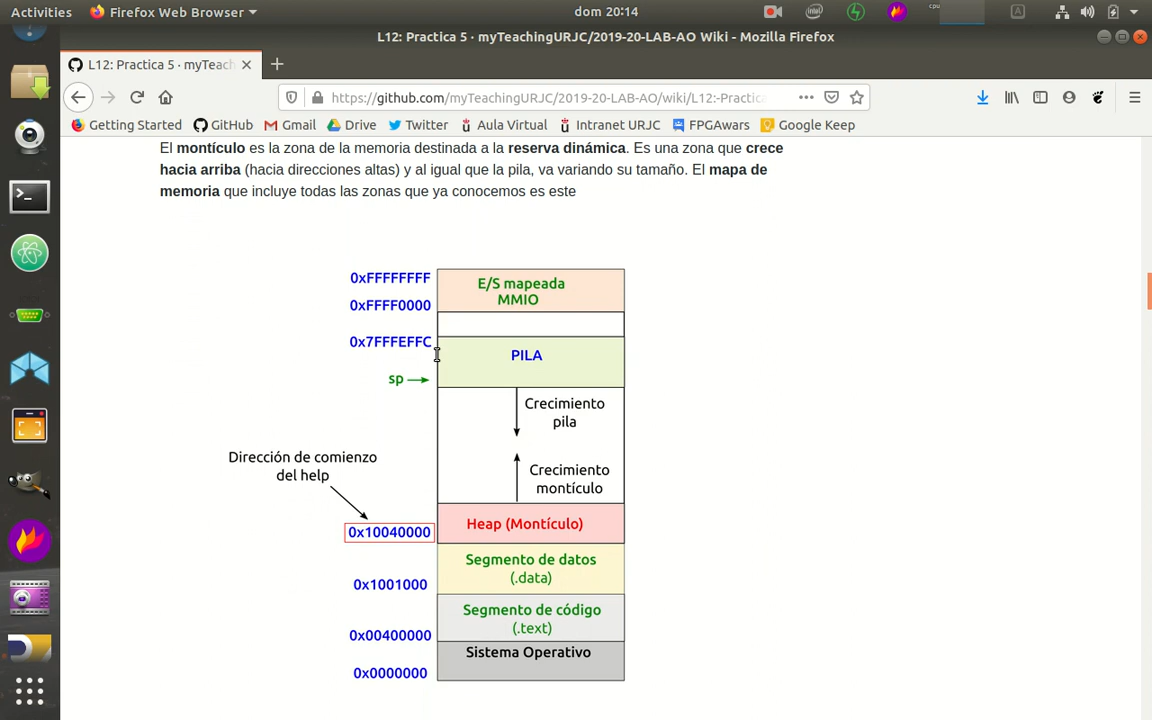 Activities
Firefox Web Browser
dom 20:14
cpu
L12: Practica 5 · myTeachingURJC/2019-20-LAB-AO Wiki - Mozilla Firefox
L12: Practica 5 · myTeach
https://github.com/myTeachingURJC/2019-20-LAB-AO/wiki/L12:-Practica
Getting Started
GitHub
Gmail
Drive
Twitter
Aula Virtual
Intranet URJC
FPGAwars
Google Keep
El montículo es la zona de la memoria destinada a la reserva dinámica. Es una zona que crece
hacia arriba (hacia direcciones altas) y al igual que la pila, va variando su tamaño. El mapa de
memoria que incluye todas las zonas que ya conocemos es este
0xFFFFFFFF
E/S mapeada
MMIO
0xFFFF0000
0x7FFFEFFC
PILA
sp
Crecimiento
pila
Dirección de comienzo
del help
Crecimiento
montículo
0x10040000
Heap (Montículo)
Segmento de datos
(.data)
0x1001000
Segmento de código
(.text)
0x00400000
Sistema Operativo
0x0000000